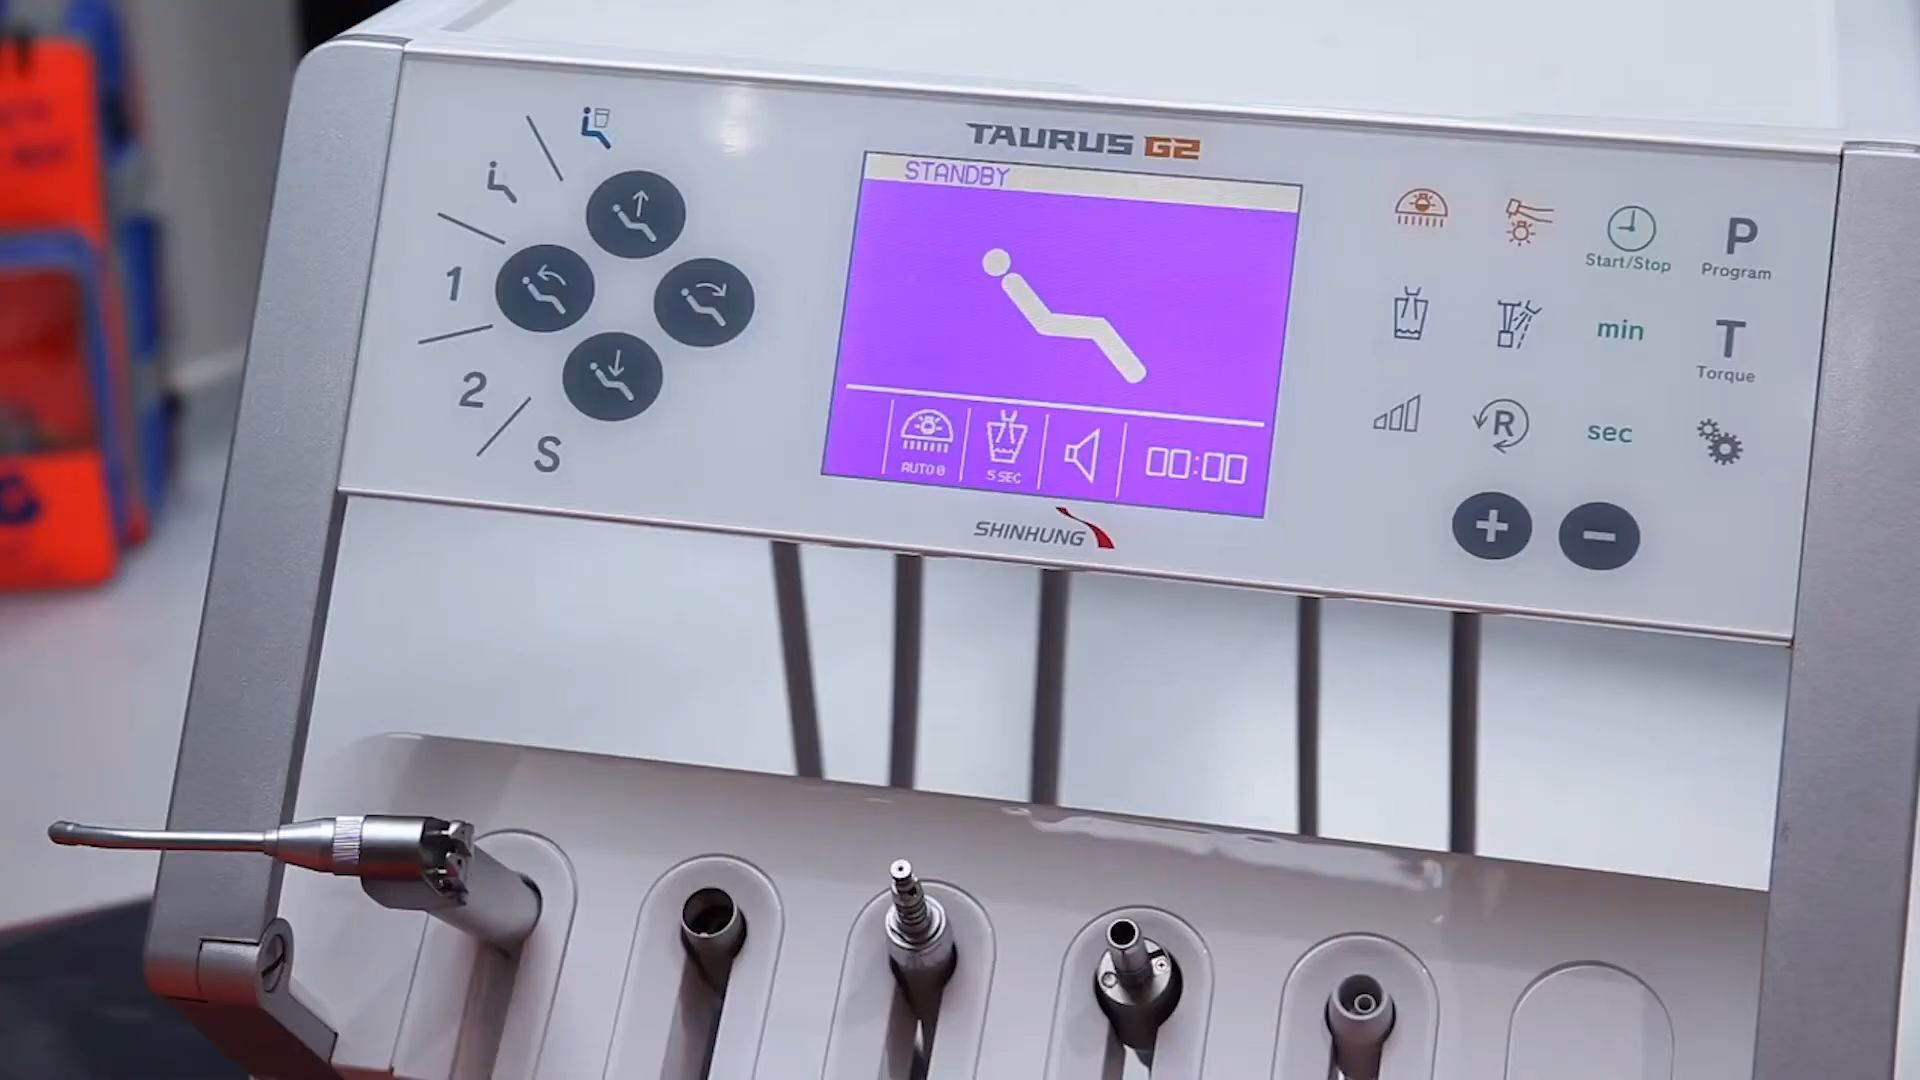 TAURUS G2
STANDBY
AUTO 0
5 SEC
00:00
SHINHUNG
1
2
S
Start/Stop
P
Program
min
T
Torque
R
sec
+
-